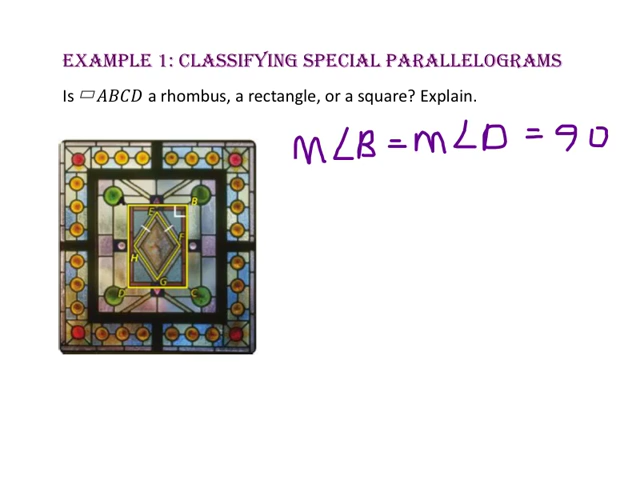 EXAMPLE 1: CLASSIFYING SPECIAL PARALLELOGRAMS
Is ▱ABCD a rhombus, a rectangle, or a square? Explain.
m∠B = m∠D = 90
A B
E
F
H
G
D C